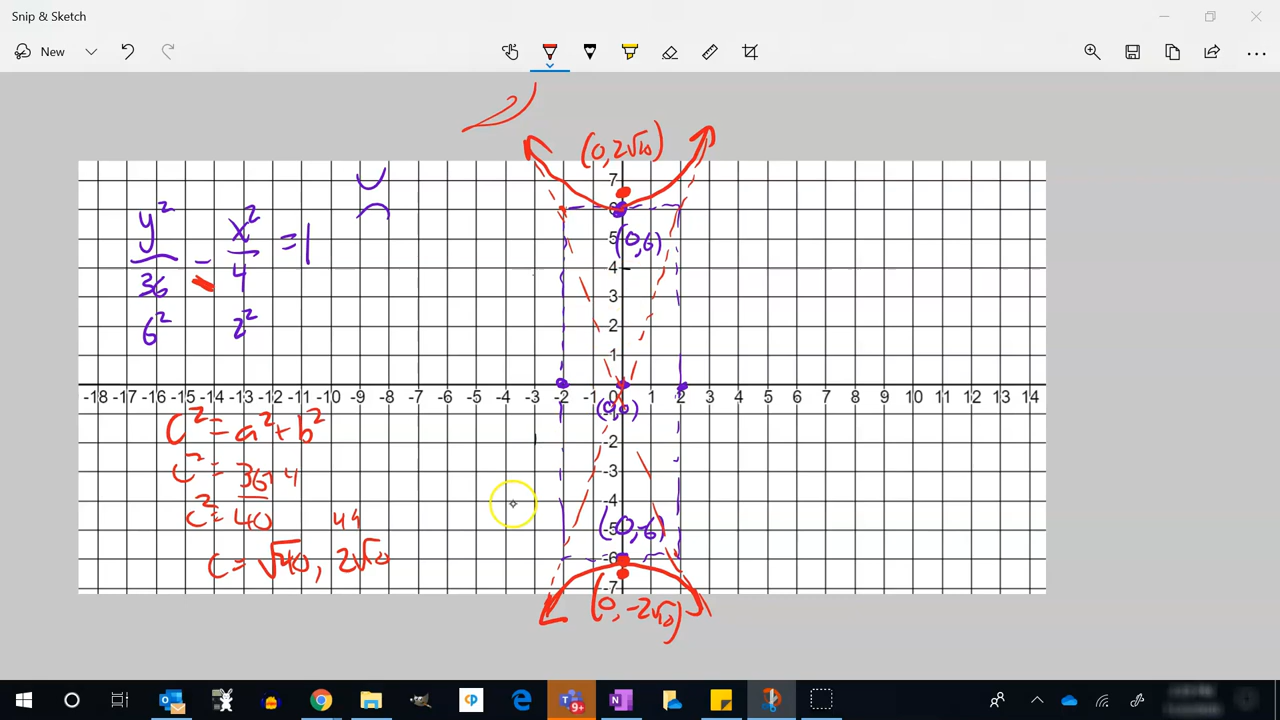 Snip & Sketch
New
2)
(0, 2√10)
y²/36 - x²/4 = 1
6² 2²
7
6
5
(0,6)
4
3
2
1
-18 -17 -16 -15 -14 -13 -12 -11 -10 -9 -8 -7 -6 -5 -4 -3 -2 -1 0 1 2 3 4 5 6 7 8 9 10 11 12 13 14
(0,0)
c² = a² + b²
-2
c² = 36+4
-3
-4
c² = 40
-5
(0,-6)
-6
c = √40, 2√10
-7
(0, -2√10)
9+